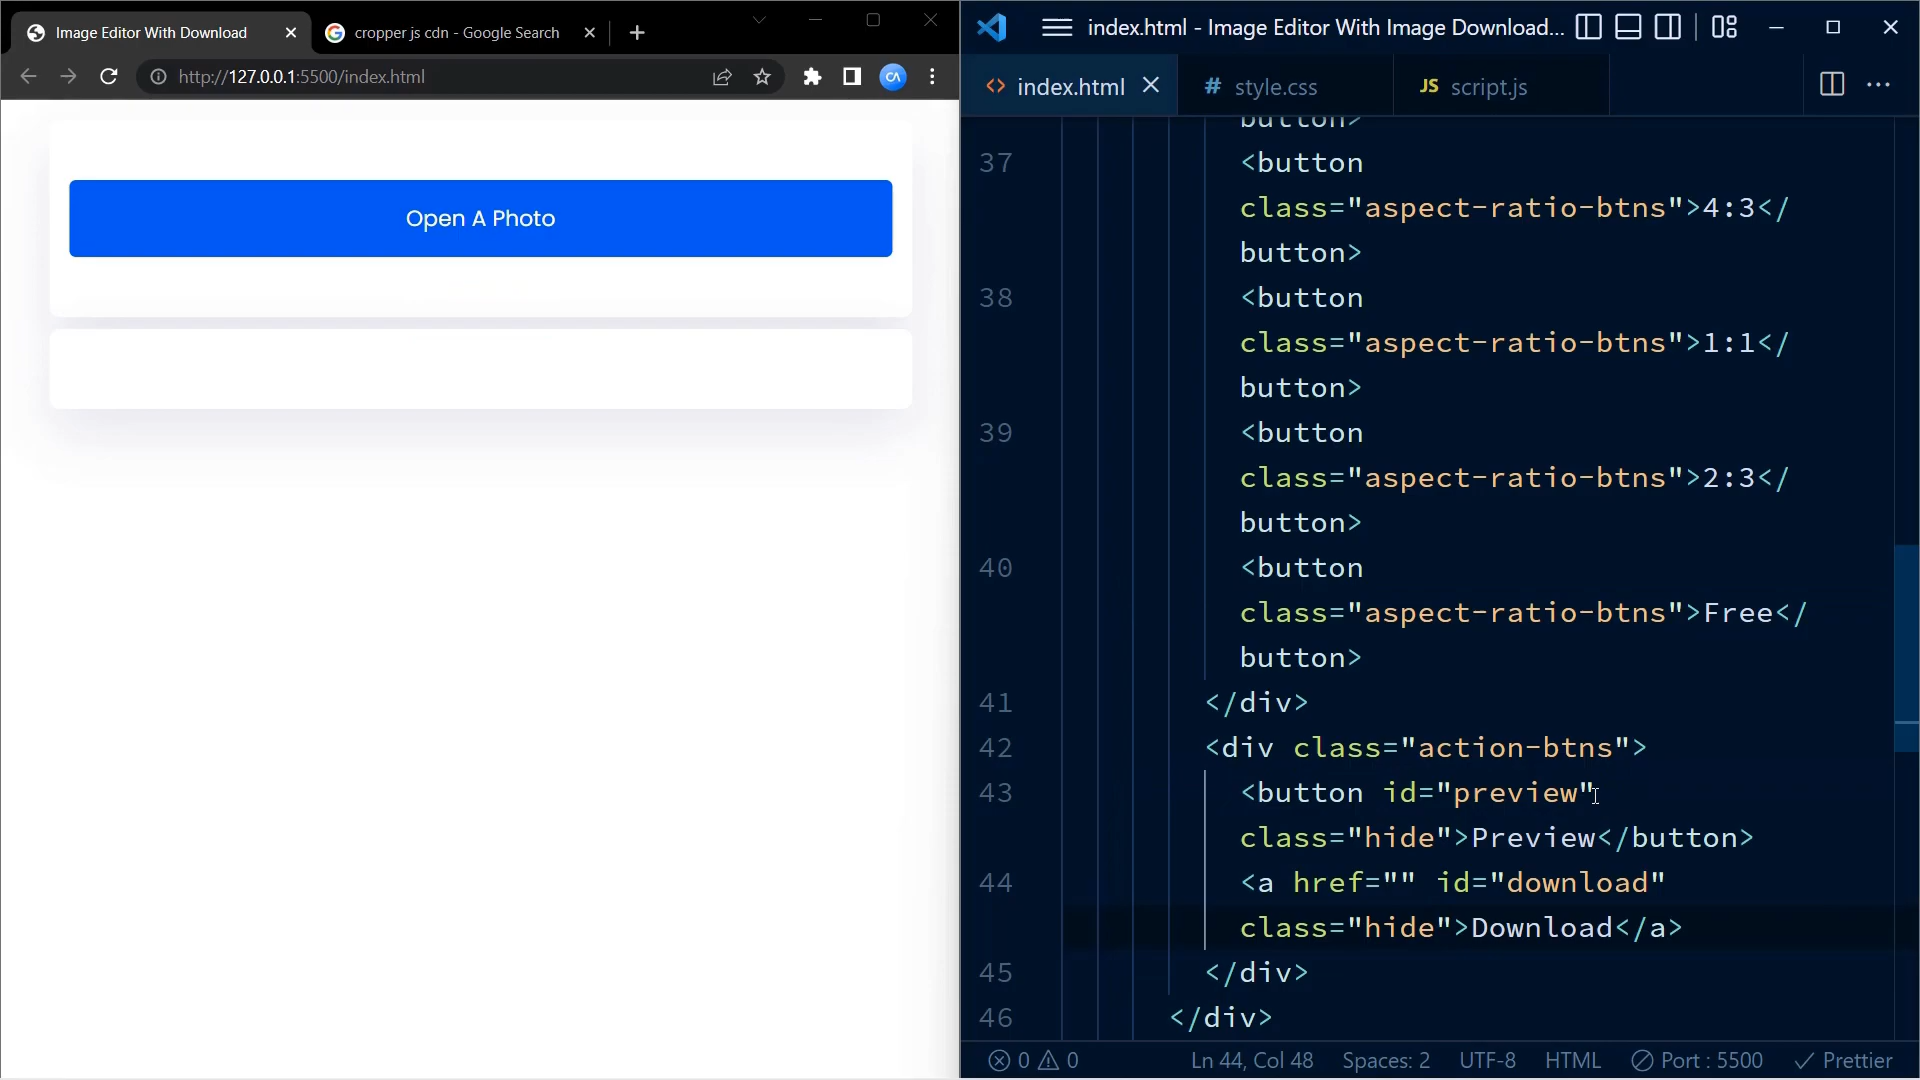 Image Editor With Download
cropper js cdn - Google Search
http://127.0.0.1:5500/index.html
Open A Photo
index.html - Image Editor With Image Download...
index.html
# style.css
JS script.js
button>
37 <button
class="aspect-ratio-btns">4:3</
button>
38 <button
class="aspect-ratio-btns">1:1</
button>
39 <button
class="aspect-ratio-btns">2:3</
button>
40 <button
class="aspect-ratio-btns">Free</
button>
41 </div>
42 <div class="action-btns">
43 <button id="preview"
class="hide">Preview</button>
44 <a href="" id="download"
class="hide">Download</a>
45 </div>
46 </div>
0 0 Ln 44, Col 48 Spaces: 2 UTF-8 HTML Port : 5500 Prettier